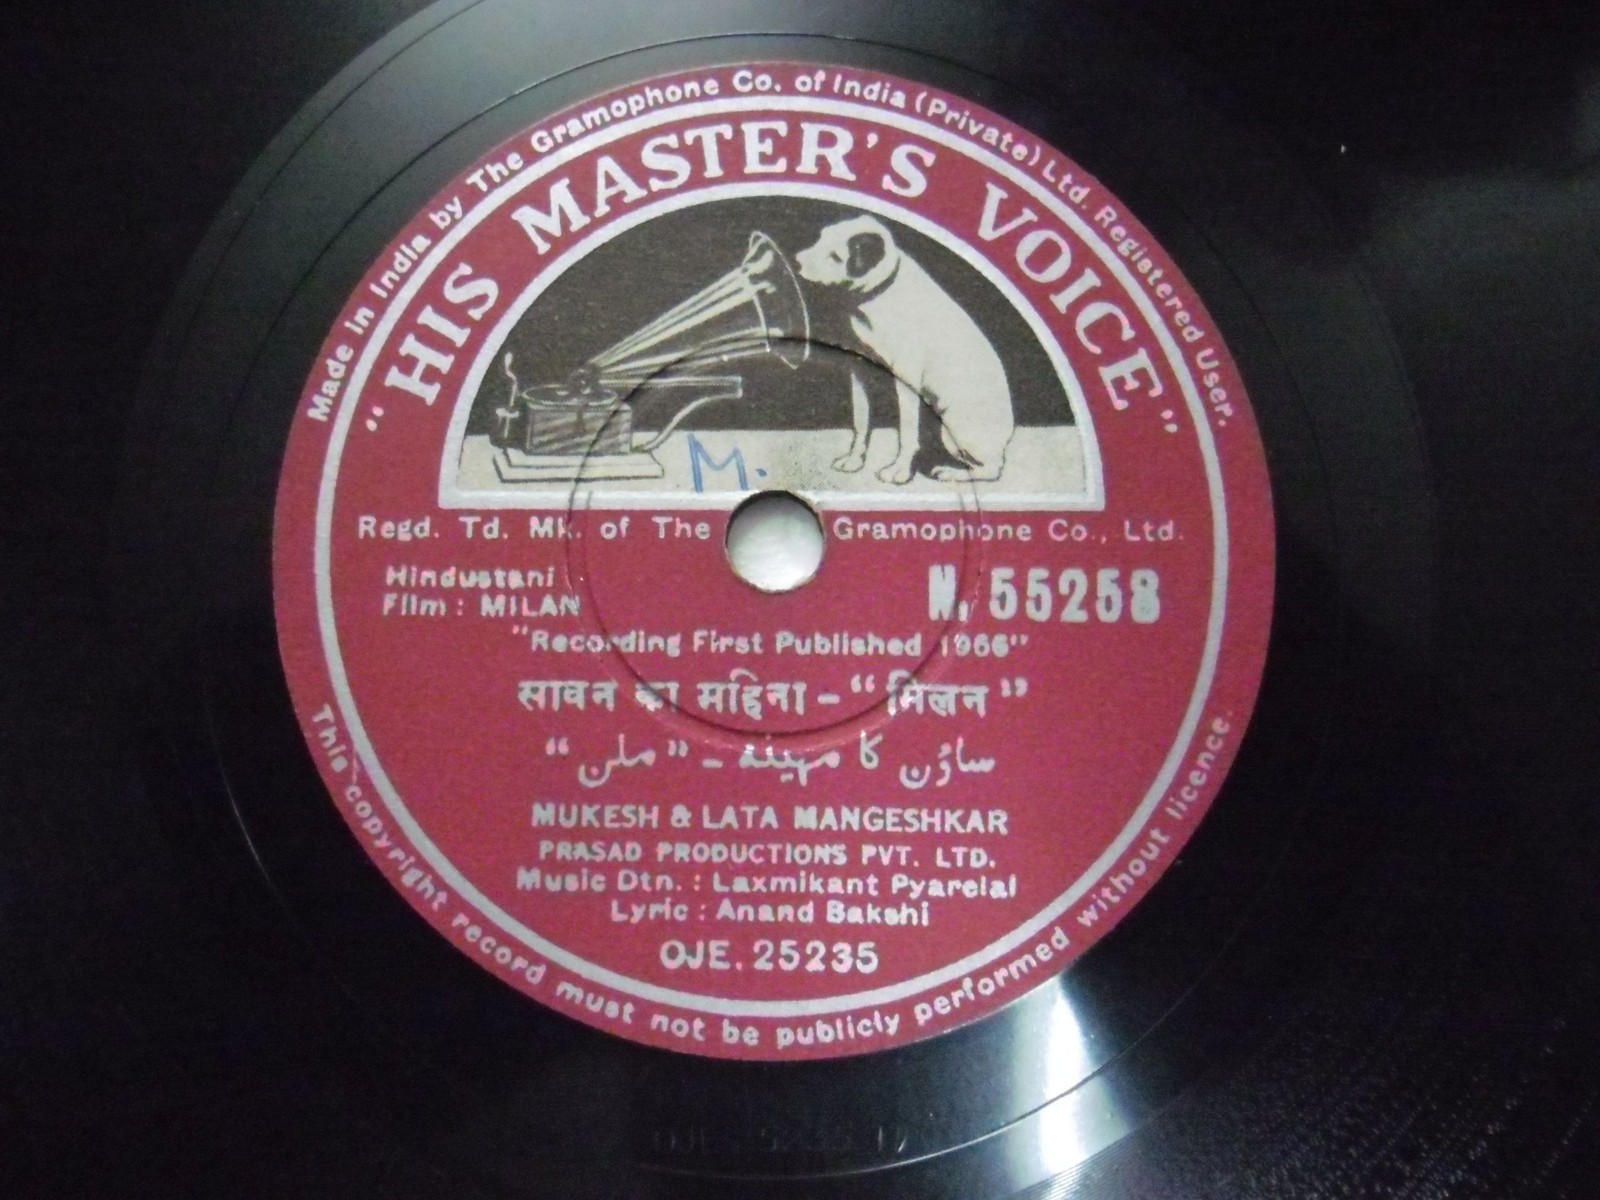 Made in India by The Gramophone Co. of India (Private) Ltd. Registered User.
"HIS MASTER'S VOICE"
M.
Regd. Td. Mk. of The Gramophone Co., Ltd.
Hindustani
Film : MILAN
N. 55258
"Recording First Published 1966"
सावन का महिना - "मिलन"
ساؤن کا مہینہ - "ملن"
MUKESH & LATA MANGESHKAR
PRASAD PRODUCTIONS PVT. LTD.
Music Dtn. : Laxmikant Pyarelal
Lyric : Anand Bakshi
OJE. 25235
This copyright record must not be publicly performed without licence.